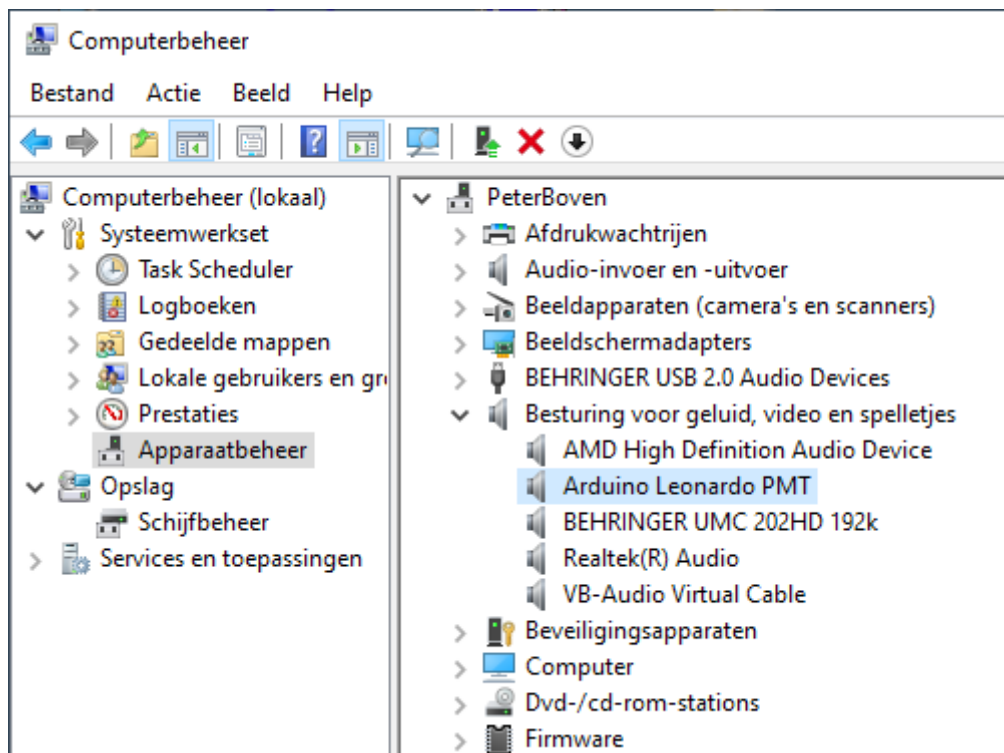 Computerbeheer
Bestand Actie Beeld Help
Computerbeheer (lokaal)
Systeemwerkset
Task Scheduler
Logboeken
Gedeelde mappen
Lokale gebruikers en gr
Prestaties
Apparaatbeheer
Opslag
Schijfbeheer
Services en toepassingen
PeterBoven
Afdrukwachtrijen
Audio-invoer en -uitvoer
Beeldapparaten (camera's en scanners)
Beeldschermadapters
BEHRINGER USB 2.0 Audio Devices
Besturing voor geluid, video en spelletjes
AMD High Definition Audio Device
Arduino Leonardo PMT
BEHRINGER UMC 202HD 192k
Realtek(R) Audio
VB-Audio Virtual Cable
Beveiligingsapparaten
Computer
Dvd-/cd-rom-stations
Firmware